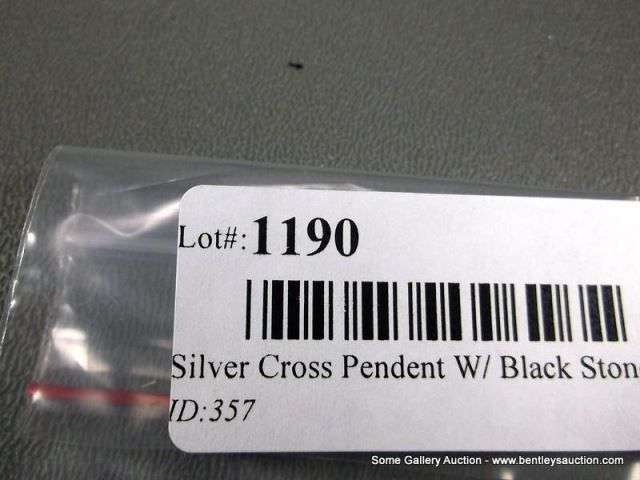 Lot#:1190
Silver Cross Pendent W/ Black Ston
ID:357
Some Gallery Auction - www.bentleysauction.com